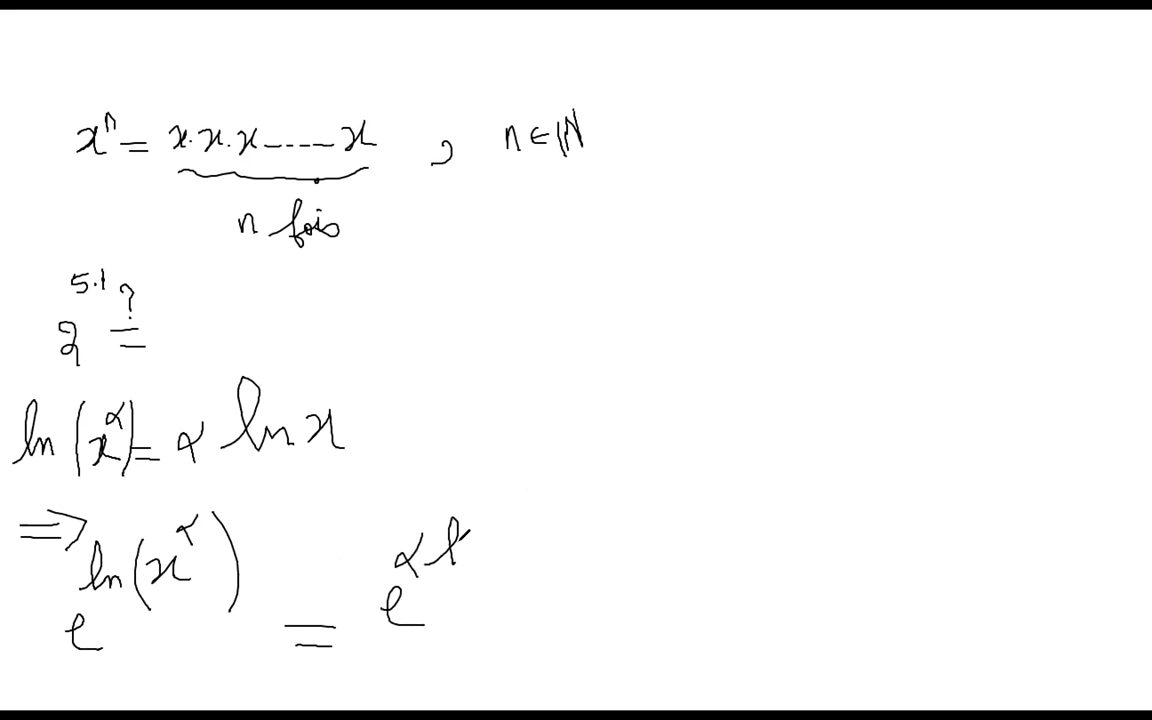 xⁿ = x.x.x-----x , n ∈ ℕ
n fois
2^5.1 ?=
ln(x^α) = α ln x
⇒ e^ln(x^α) = e^α l